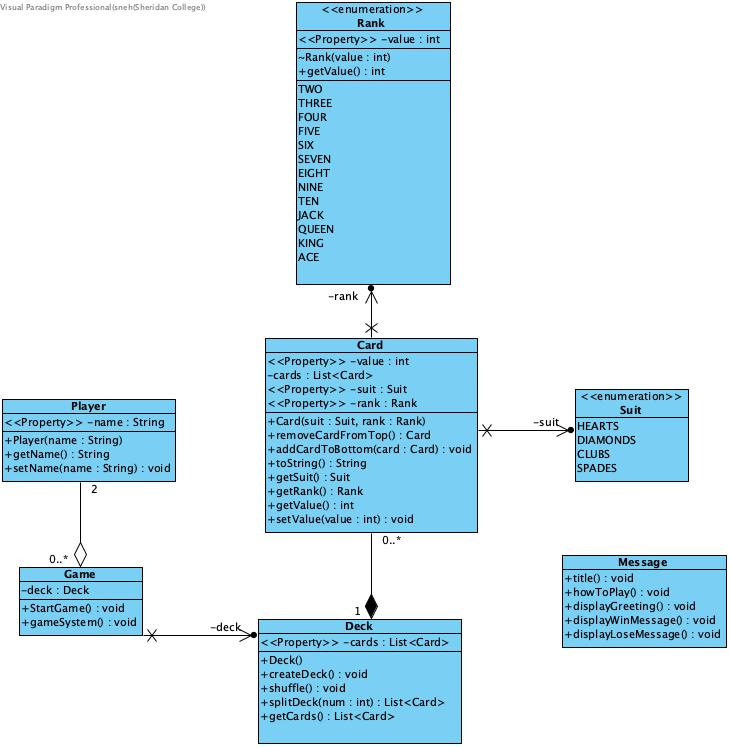 Visual Paradigm Professional(sneh(Sheridan College))
<<enumeration>>
Rank
<<Property>> -value : int
~Rank(value : int)
+getValue() : int
TWO
THREE
FOUR
FIVE
SIX
SEVEN
EIGHT
NINE
TEN
JACK
QUEEN
KING
ACE
-rank
Card
<<Property>> -value : int
-cards : List<Card>
<<Property>> -suit : Suit
<<Property>> -rank : Rank
+Card(suit : Suit, rank : Rank)
+removeCardFromTop() : Card
+addCardToBottom(card : Card) : void
+toString() : String
+getSuit() : Suit
+getRank() : Rank
+getValue() : int
+setValue(value : int) : void
-suit
<<enumeration>>
Suit
HEARTS
DIAMONDS
CLUBS
SPADES
Player
<<Property>> -name : String
+Player(name : String)
+getName() : String
+setName(name : String) : void
2
0..*
Game
-deck : Deck
+StartGame() : void
+gameSystem() : void
-deck
0..*
1
Deck
<<Property>> -cards : List<Card>
+Deck()
+createDeck() : void
+shuffle() : void
+splitDeck(num : int) : List<Card>
+getCards() : List<Card>
Message
+title() : void
+howToPlay() : void
+displayGreeting() : void
+displayWinMessage() : void
+displayLoseMessage() : void